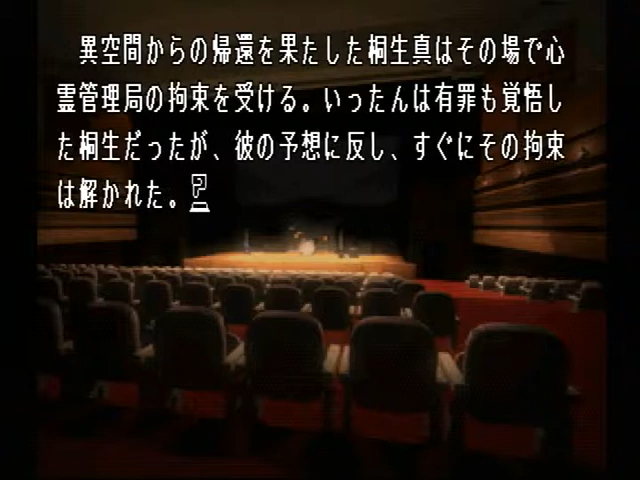 異空間からの帰還を果たした桐生真はその場で心
霊管理局の拘束を受ける。いったんは有罪も覚悟し
た桐生だったが、彼の予想に反し、すぐにその拘束
は解かれた。